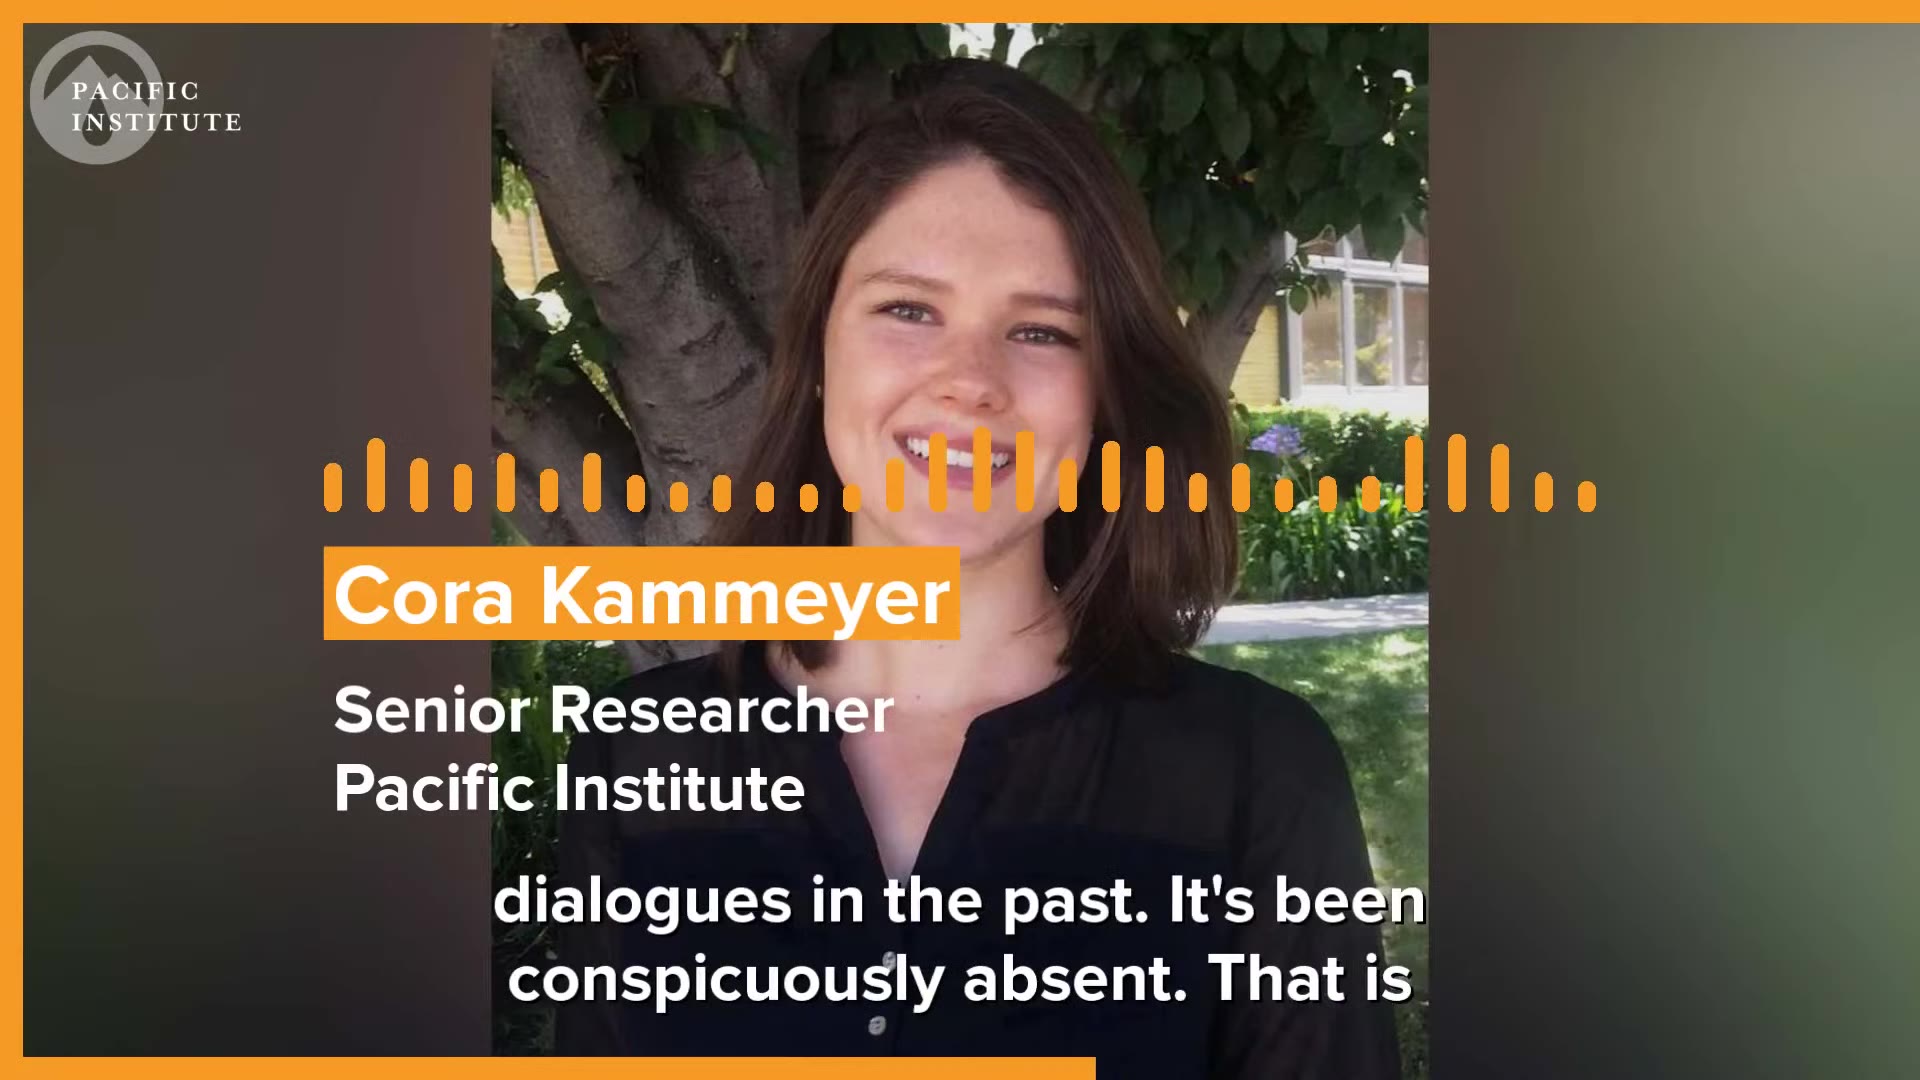 PACIFIC
INSTITUTE
Cora Kammeyer
Senior Researcher
Pacific Institute
dialogues in the past. It's been
conspicuously absent. That is